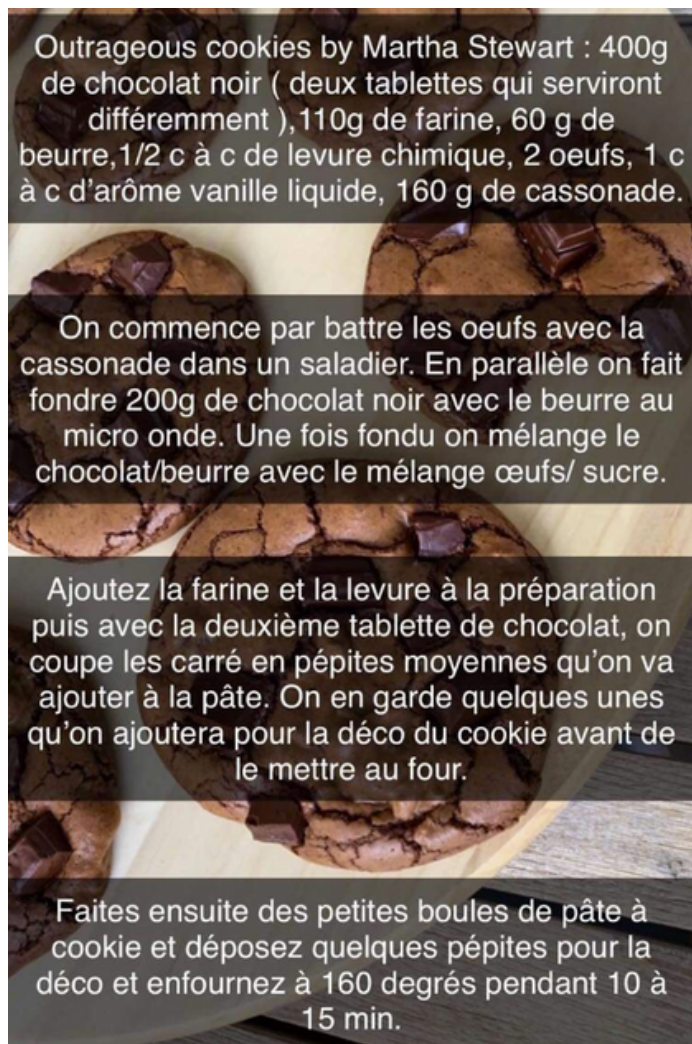 Outrageous cookies by Martha Stewart : 400g
de chocolat noir ( deux tablettes qui serviront
différemment ),110g de farine, 60 g de
beurre,1/2 c à c de levure chimique, 2 oeufs, 1 c
à c d'arôme vanille liquide, 160 g de cassonade.
On commence par battre les oeufs avec la
cassonade dans un saladier. En parallèle on fait
fondre 200g de chocolat noir avec le beurre au
micro onde. Une fois fondu on mélange le
chocolat/beurre avec le mélange œufs/ sucre.
Ajoutez la farine et la levure à la préparation
puis avec la deuxième tablette de chocolat, on
coupe les carré en pépites moyennes qu'on va
ajouter à la pâte. On en garde quelques unes
qu'on ajoutera pour la déco du cookie avant de
le mettre au four.
Faites ensuite des petites boules de pâte à
cookie et déposez quelques pépites pour la
déco et enfournez à 160 degrés pendant 10 à
15 min.